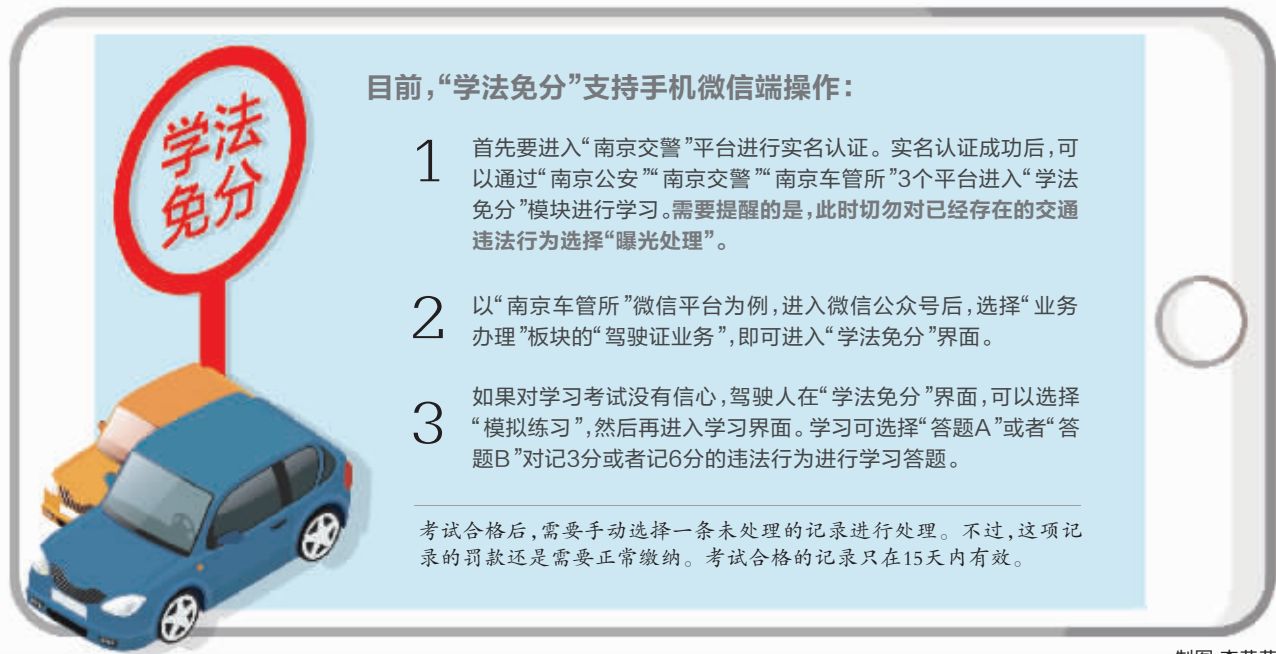 学法
免分
目前,“学法免分”支持手机微信端操作:
1 首先要进入“南京交警”平台进行实名认证。实名认证成功后,可
以通过“南京公安”“南京交警”“南京车管所”3个平台进入“学法
免分”模块进行学习。需要提醒的是,此时切勿对已经存在的交通
违法行为选择“曝光处理”。
2 以“南京车管所”微信平台为例,进入微信公众号后,选择“业务
办理”板块的“驾驶证业务”,即可进入“学法免分”界面。
3 如果对学习考试没有信心,驾驶人在“学法免分”界面,可以选择
“模拟练习”,然后再进入学习界面。学习可选择“答题A”或者“答
题B”对记3分或者记6分的违法行为进行学习答题。
考试合格后,需要手动选择一条未处理的记录进行处理。不过,这项记
录的罚款还是需要正常缴纳。考试合格的记录只在15天内有效。